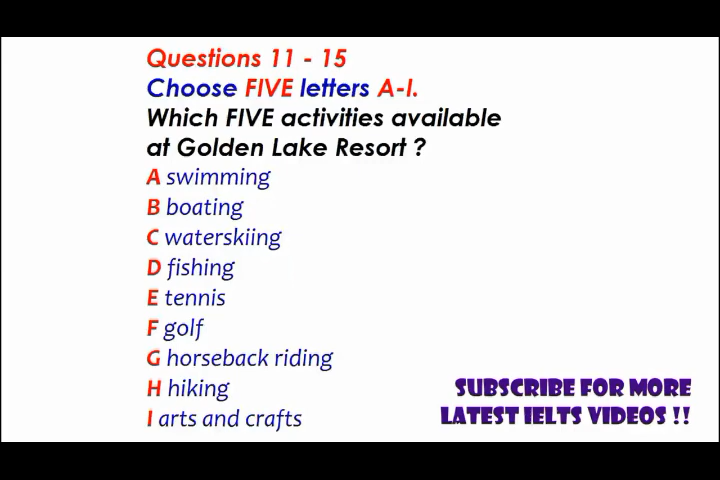 Questions 11 - 15
Choose FIVE letters A-I.
Which FIVE activities available
at Golden Lake Resort ?
A swimming
B boating
C waterskiing
D fishing
E tennis
F golf
G horseback riding
H hiking
I arts and crafts
SUBSCRIBE FOR MORE
LATEST IELTS VIDEOS !!